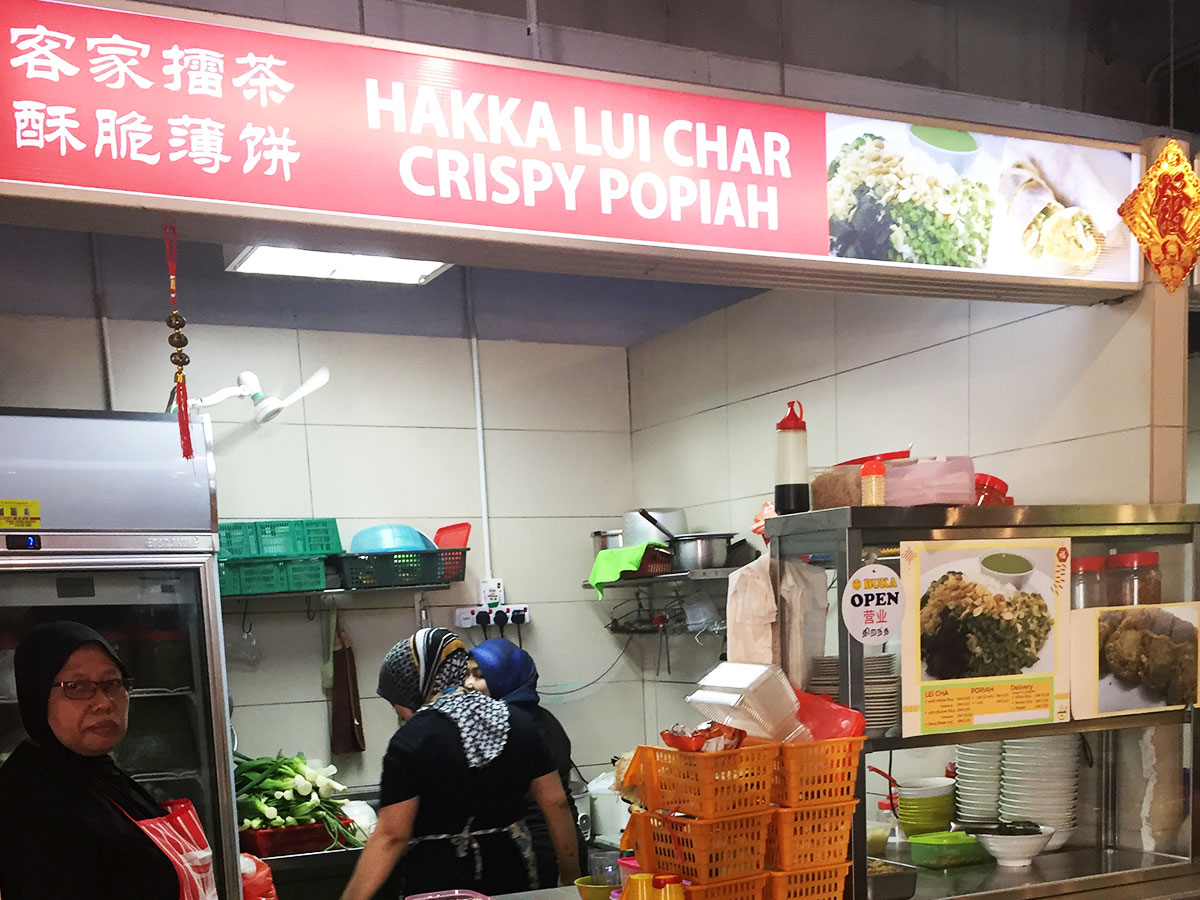 客家擂茶
酥脆薄饼
HAKKA LUI CHAR
CRISPY POPIAH
BUKA
OPEN
营业
திறந்த
LEI CHA
POPIAH
Delivery